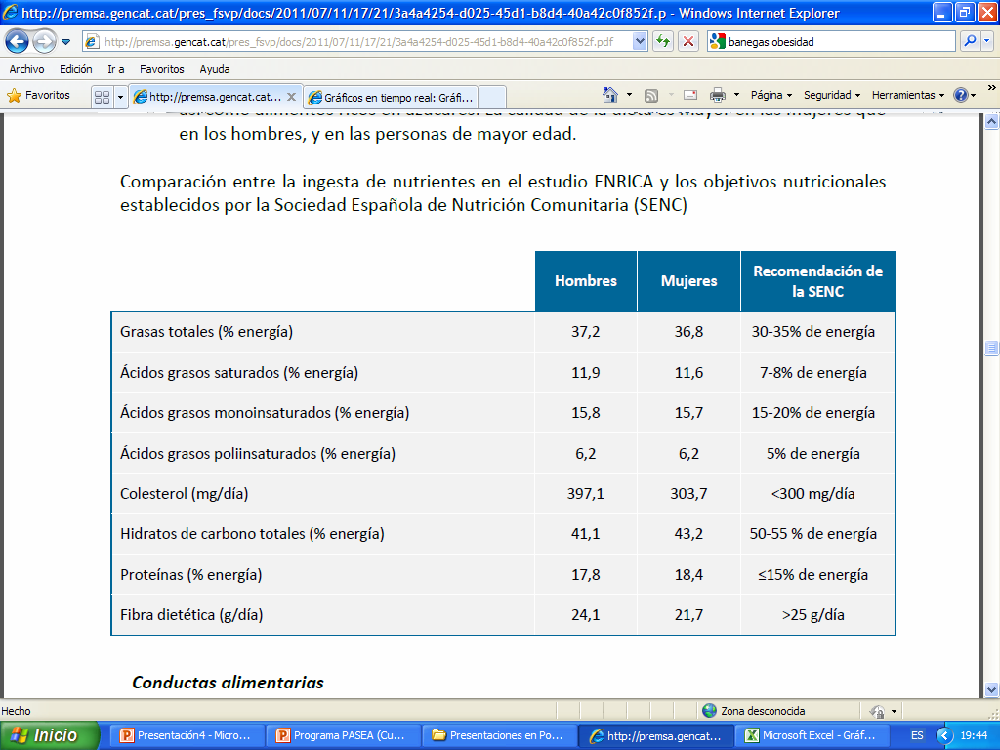 http://premsa.gencat.cat/pres_fsvp/docs/2011/07/11/17/21/3a4a4254-d025-45d1-b8d4-40a42c0f852f.p - Windows Internet Explorer
http://premsa.gencat.cat/pres_fsvp/docs/2011/07/11/17/21/3a4a4254-d025-45d1-b8d4-40a42c0f852f.pdf banegas obesidad
Archivo Edición Ir a Favoritos Ayuda
Favoritos http://premsa.gencat.cat... Gráficos en tiempo real: Gráfi... Página Seguridad Herramientas
en los hombres, y en las personas de mayor edad.
Comparación entre la ingesta de nutrientes en el estudio ENRICA y los objetivos nutricionales
establecidos por la Sociedad Española de Nutrición Comunitaria (SENC)
Hombres Mujeres Recomendación de
la SENC
Grasas totales (% energía) 37,2 36,8 30-35% de energía
Ácidos grasos saturados (% energía) 11,9 11,6 7-8% de energía
Ácidos grasos monoinsaturados (% energía) 15,8 15,7 15-20% de energía
Ácidos grasos poliinsaturados (% energía) 6,2 6,2 5% de energía
Colesterol (mg/día) 397,1 303,7 <300 mg/día
Hidratos de carbono totales (% energía) 41,1 43,2 50-55 % de energía
Proteínas (% energía) 17,8 18,4 ≤15% de energía
Fibra dietética (g/día) 24,1 21,7 >25 g/día
Conductas alimentarias
Hecho Zona desconocida
Inicio Presentación4 - Micro... Programa PASEA (Cu... Presentaciones en Po... http://premsa.gencat... Microsoft Excel - Gráf... ES 19:44